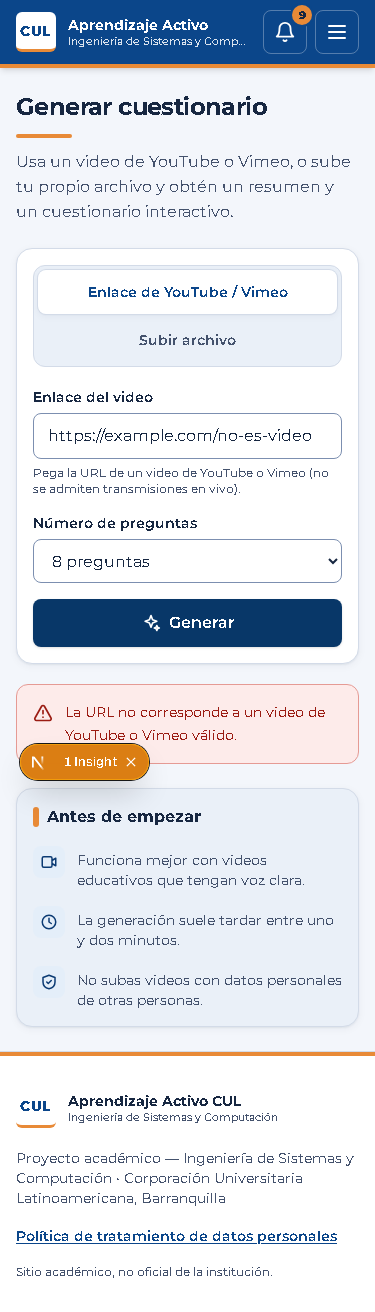 CUL
Aprendizaje Activo
Ingeniería de Sistemas y Comp...
9
Generar cuestionario
Usa un video de YouTube o Vimeo, o sube
tu propio archivo y obtén un resumen y
un cuestionario interactivo.
Enlace de YouTube / Vimeo
Subir archivo
Enlace del video
https://example.com/no-es-video
Pega la URL de un video de YouTube o Vimeo (no
se admiten transmisiones en vivo).
Número de preguntas
8 preguntas
Generar
La URL no corresponde a un video de
YouTube o Vimeo válido.
N 1 Insight
Antes de empezar
Funciona mejor con videos
educativos que tengan voz clara.
La generación suele tardar entre uno
y dos minutos.
No subas videos con datos personales
de otras personas.
CUL
Aprendizaje Activo CUL
Ingeniería de Sistemas y Computación
Proyecto académico — Ingeniería de Sistemas y
Computación · Corporación Universitaria
Latinoamericana, Barranquilla
Política de tratamiento de datos personales
Sitio académico, no oficial de la institución.